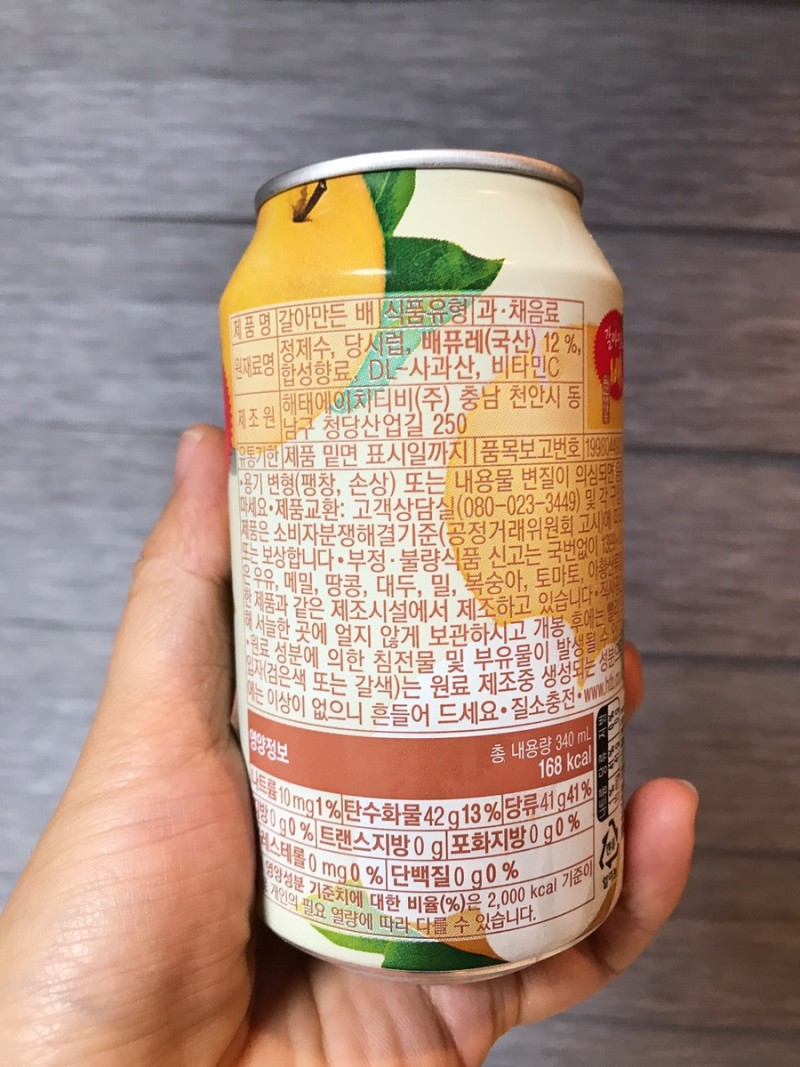 제품명 갈아만든 배 식품유형 과·채음료
원재료명 정제수, 당시럽, 배퓨레(국산) 12 %,
합성향료, DL-사과산, 비타민C
제조원 해태에이치티비(주) 충남 천안시 동
남구 청당산업길 250
유통기한 제품 밑면 표시일까지 품목보고번호
•용기 변형(팽창, 손상) 또는 내용물 변질이 의심되면
마세요•제품교환: 고객상담실(080-023-3449) 및 각
제품은 소비자분쟁해결기준(공정거래위원회 고시)에
또는 보상합니다•부정·불량식품 신고는 국번없이 1399
은 우유, 메밀, 땅콩, 대두, 밀, 복숭아, 토마토,
한 제품과 같은 제조시설에서 제조하고 있습니다•
해 서늘한 곳에 얼지 않게 보관하시고 개봉 후에는
•원료 성분에 의한 침전물 및 부유물이 발생될 수
입자(검은색 또는 갈색)는 원료 제조중 생성되는
에는 이상이 없으니 흔들어 드세요•질소충전•
영양정보 총 내용량 340 mL
168 kcal
나트륨 10 mg 1 % 탄수화물 42 g 13 % 당류 41 g 41 %
지방 0 g 0 % 트랜스지방 0 g 포화지방 0 g 0 %
레스테롤 0 mg 0 % 단백질 0 g 0 %
영양성분 기준치에 대한 비율(%)은 2,000 kcal 기준이
개인의 필요 열량에 따라 다를 수 있습니다.